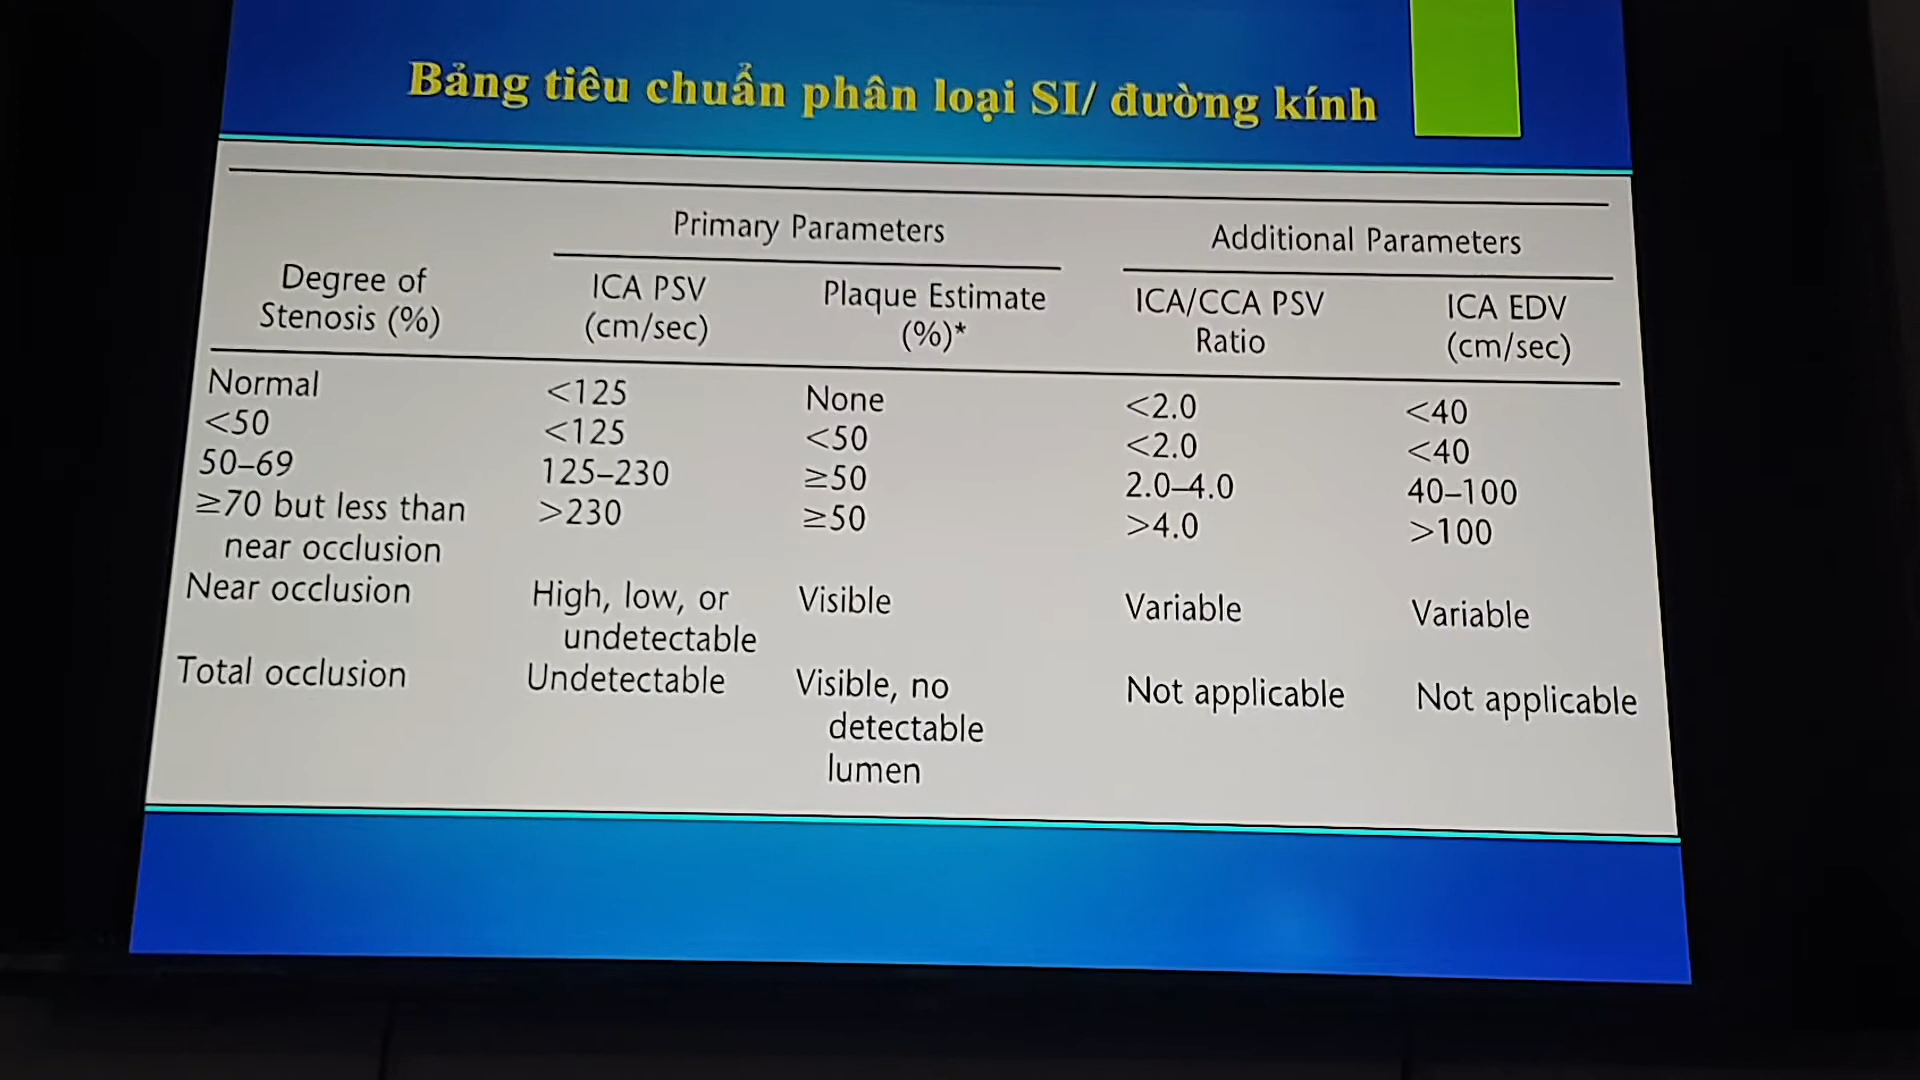 Bảng tiêu chuẩn phân loại SI/ đường kính
Primary Parameters Additional Parameters
Degree of Stenosis (%) ICA PSV (cm/sec) Plaque Estimate (%)* ICA/CCA PSV Ratio ICA EDV (cm/sec)
Normal <125 None <2.0 <40
<50 <125 <50 <2.0 <40
50–69 125–230 ≥50 2.0–4.0 40–100
≥70 but less than near occlusion >230 ≥50 >4.0 >100
Near occlusion High, low, or undetectable Visible Variable Variable
Total occlusion Undetectable Visible, no detectable lumen Not applicable Not applicable